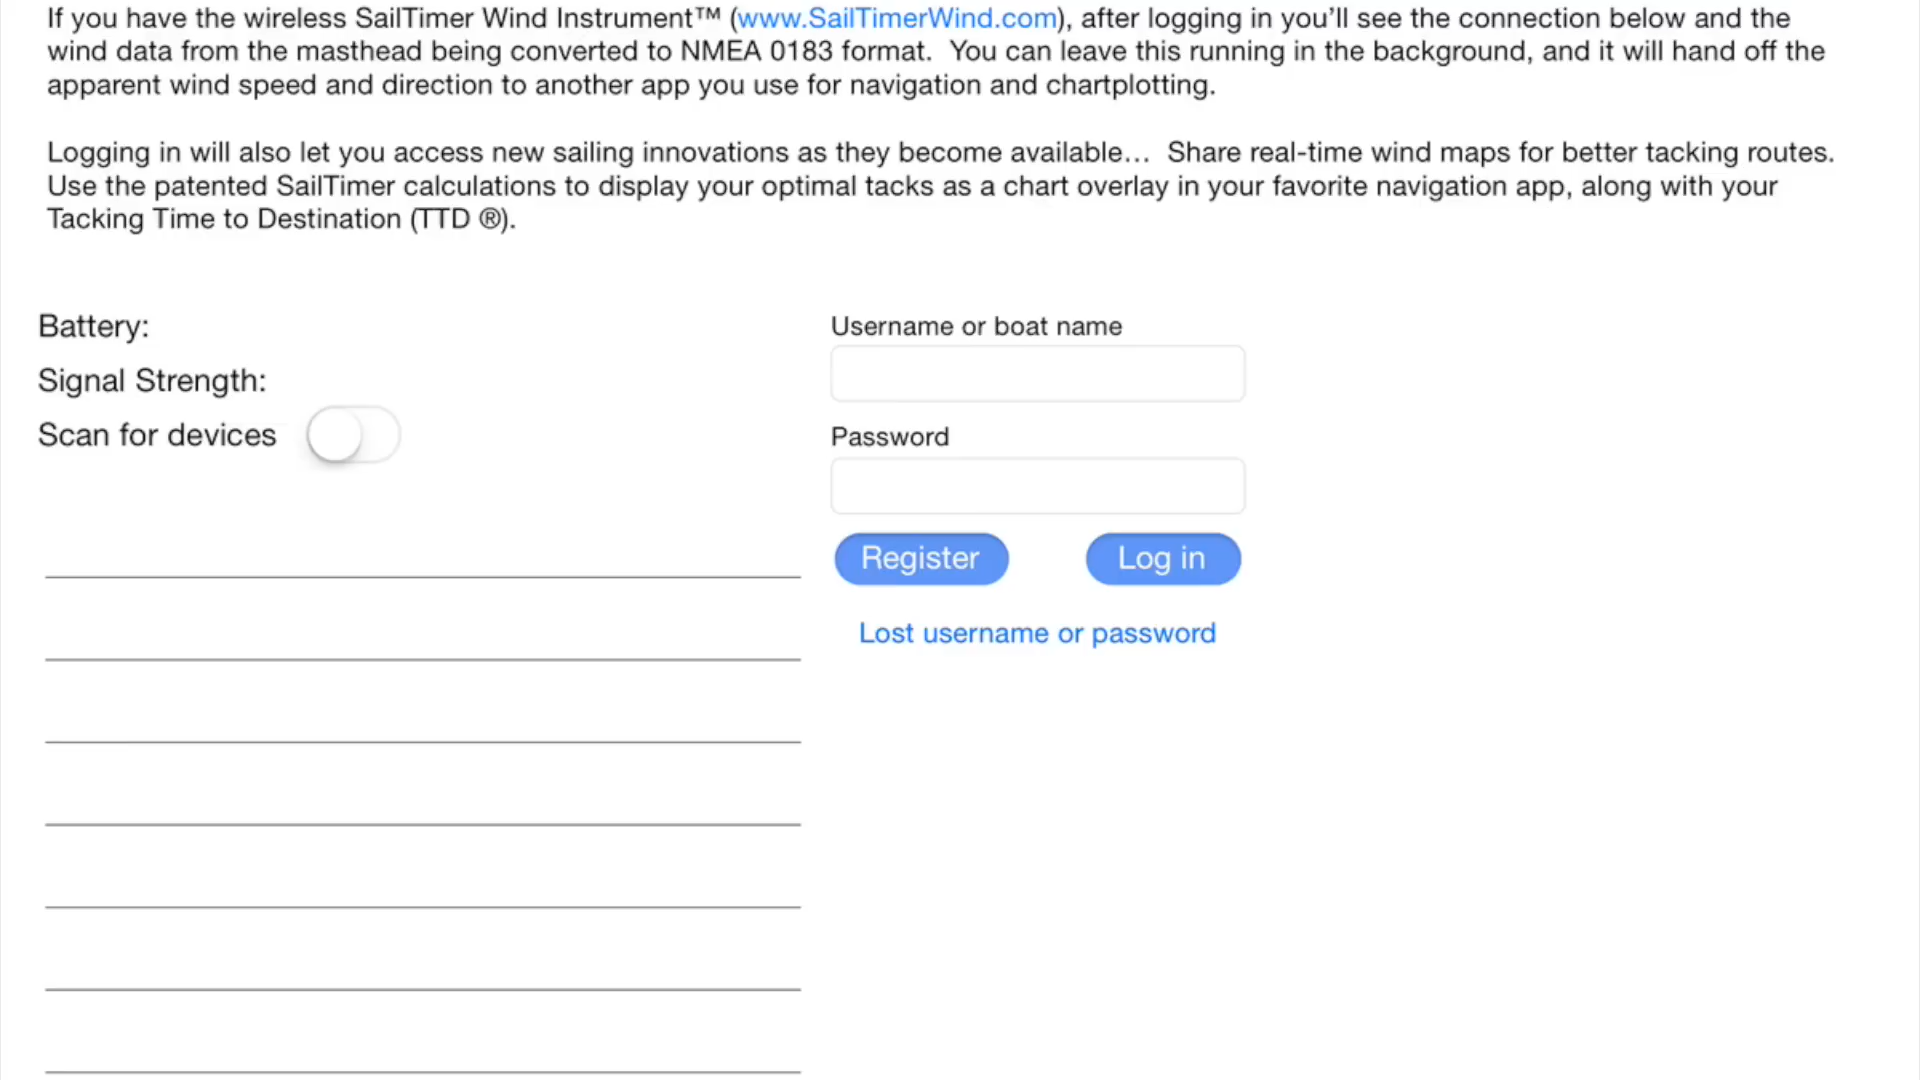 If you have the wireless SailTimer Wind Instrument™ (www.SailTimerWind.com), after logging in you’ll see the connection below and the
wind data from the masthead being converted to NMEA 0183 format.  You can leave this running in the background, and it will hand off the
apparent wind speed and direction to another app you use for navigation and chartplotting.
Logging in will also let you access new sailing innovations as they become available…  Share real-time wind maps for better tacking routes.
Use the patented SailTimer calculations to display your optimal tacks as a chart overlay in your favorite navigation app, along with your
Tacking Time to Destination (TTD ®).
Battery:
Signal Strength:
Scan for devices
Username or boat name
Password
Register
Log in
Lost username or password